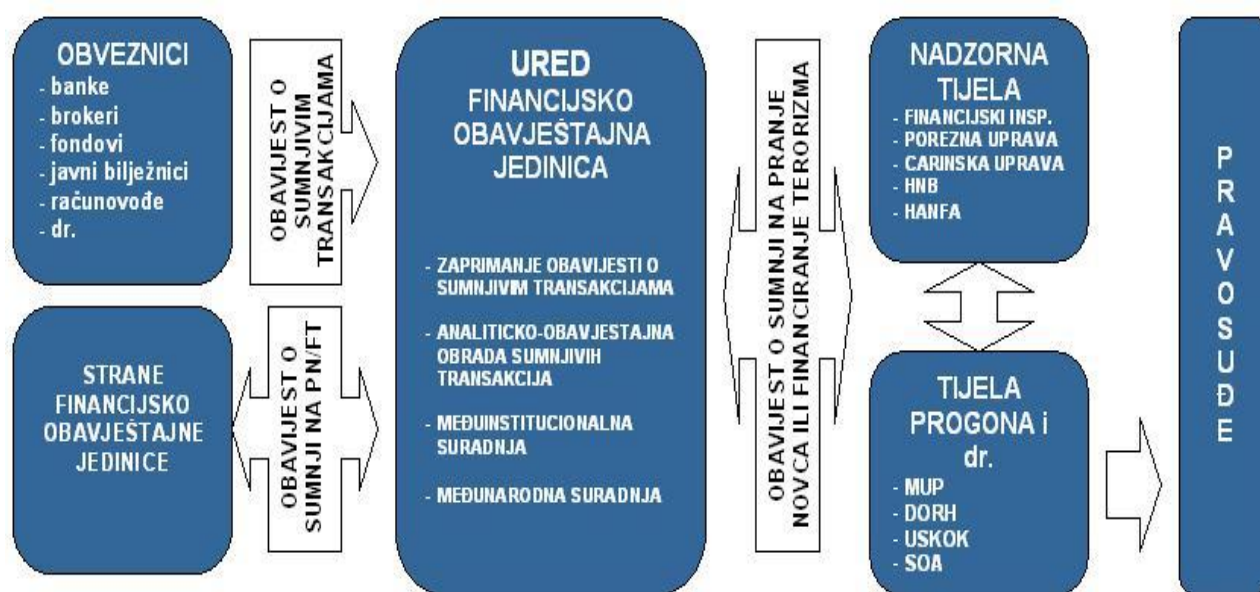 OBVEZNICI
- banke
- brokeri
- fondovi
- javni bilježnici
- računovođe
- dr.
OBAVIJEST O
SUMNJIVIM
TRANSAKCIJAMA
STRANE
FINANCIJSKO
OBAVJEŠTAJNE
JEDINICE
OBAVIJEST O
SUMNJI NA PN/FT
URED
FINANCIJSKO
OBAVJEŠTAJNA
JEDINICA
- ZAPRIMANJE OBAVIJESTI O
SUMNJIVIM TRANSAKCIJAMA
- ANALITICKO-OBAVJESTAJNA
OBRADA SUMNJIVIH
TRANSAKCIJA
- MEĐUINSTITUCIONALNA
SURADNJA
- MEĐUNARODNA SURADNJA
OBAVIJEST O SUMNJI NA PRANJE
NOVCA ILI FINANCIRANJE TERORIZMA
NADZORNA
TIJELA
- FINANCIJSKI INSP.
- POREZNA UPRAVA
- CARINSKA UPRAVA
- HNB
- HANFA
TIJELA
PROGONA i
dr.
- MUP
- DORH
- USKOK
- SOA
PRAVOSUĐE